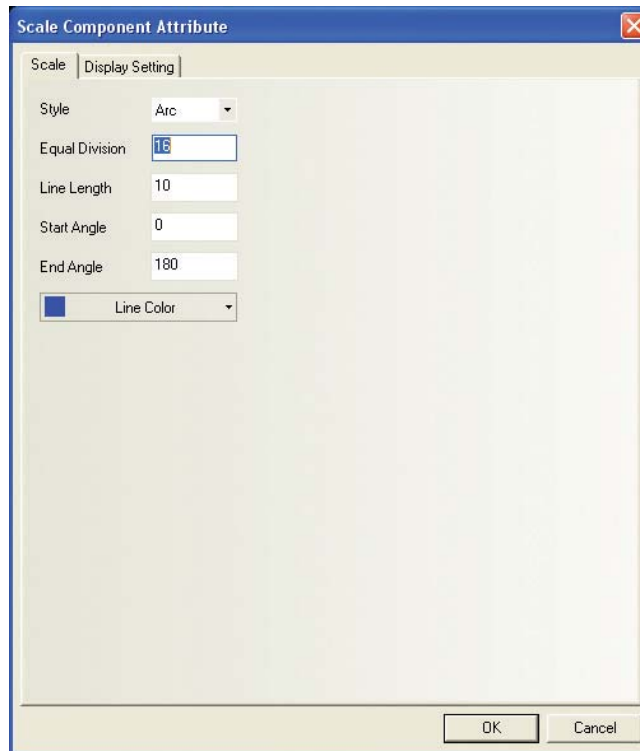 Scale Component Attribute
Scale Display Setting
Style Arc
Equal Division 16
Line Length 10
Start Angle 0
End Angle 180
Line Color
OK Cancel